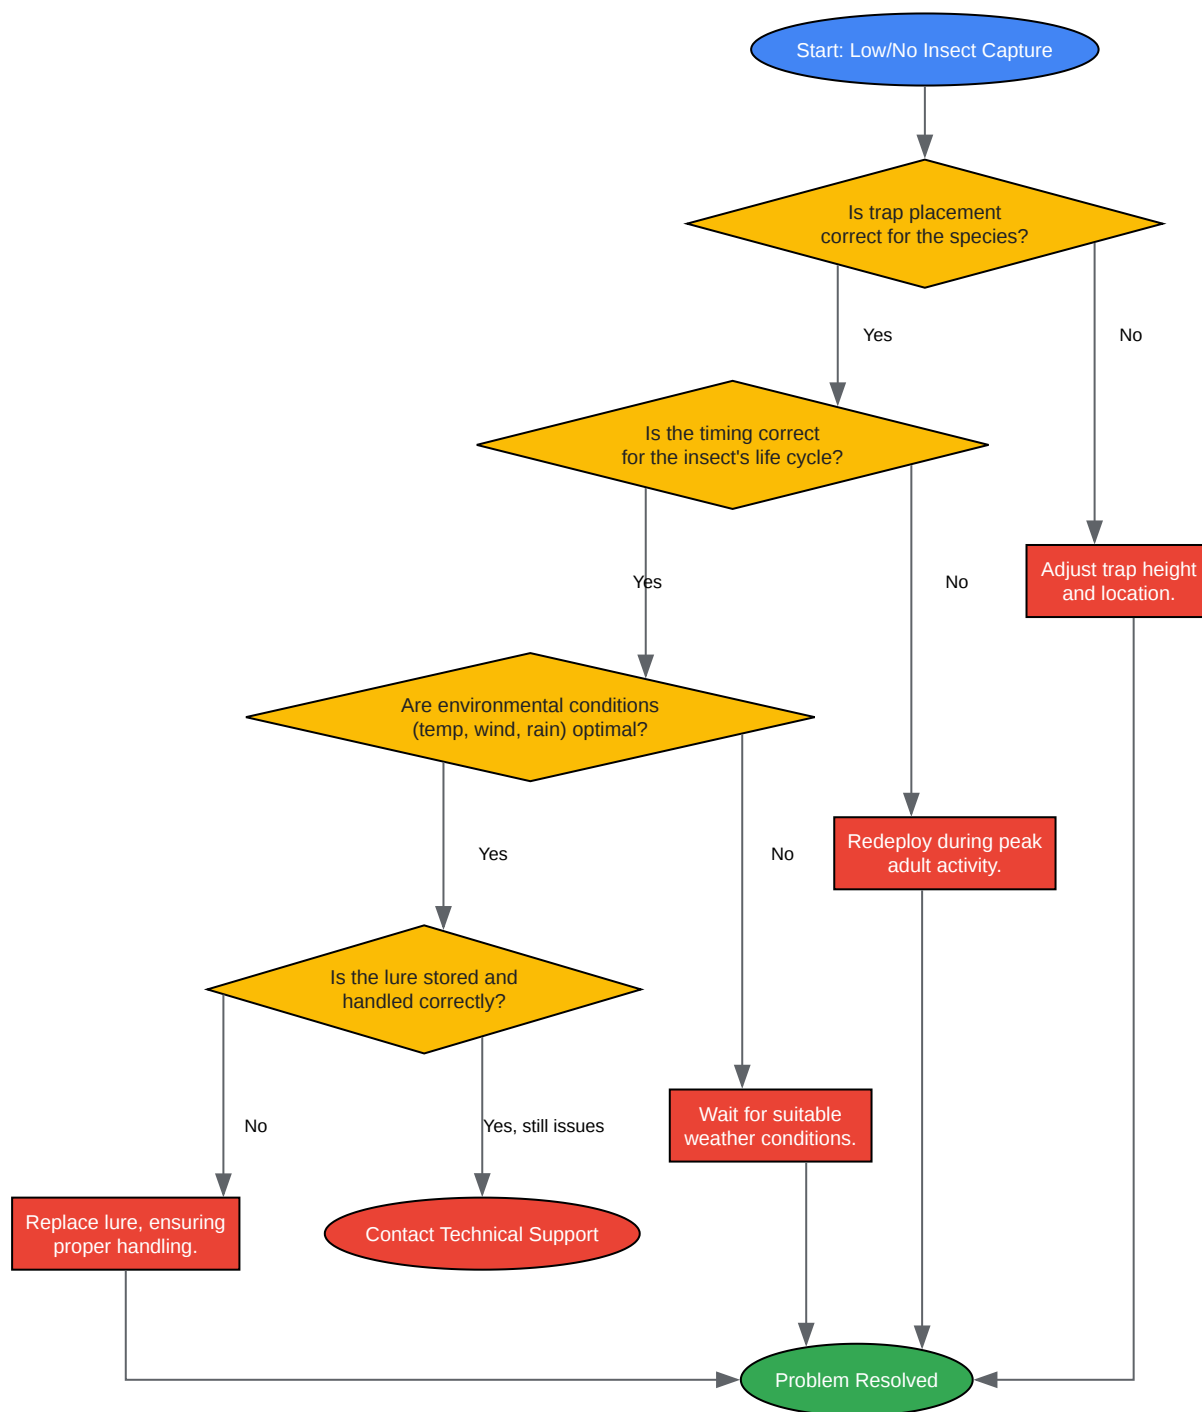 Start: Low/No Insect Capture
Is trap placement
correct for the species?
Yes
No
Is the timing correct
for the insect's life cycle?
Yes
No
Adjust trap height
and location.
Are environmental conditions
(temp, wind, rain) optimal?
Yes
No
Redeploy during peak
adult activity.
Is the lure stored and
handled correctly?
No
Yes, still issues
Wait for suitable
weather conditions.
Replace lure, ensuring
proper handling.
Contact Technical Support
Problem Resolved